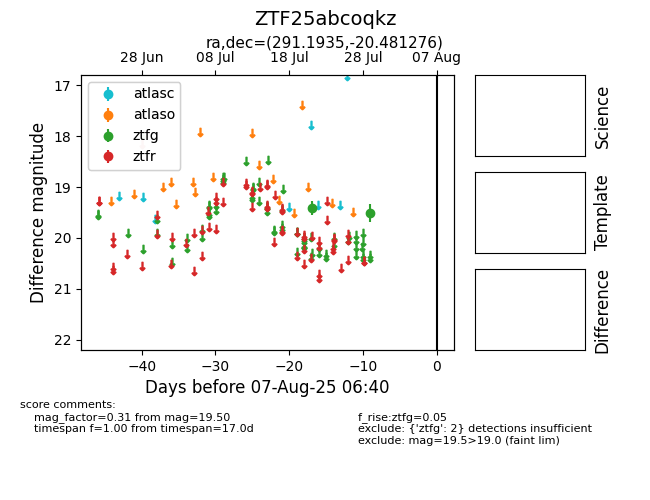 ZTF25abcoqkz
ra,dec=(291.1935,-20.481276)
28 Jun 08 Jul 18 Jul 28 Jul 07 Aug
17
18
19
20
21
22
Difference magnitude
atlasc
atlaso
ztfg
ztfr
−40 −30 −20 −10 0
Days before 07-Aug-25 06:40
Science
Template
Difference
score comments:
mag_factor=0.31 from mag=19.50
timespan f=1.00 from timespan=17.0d
f_rise:ztfg=0.05
exclude: {'ztfg': 2} detections insufficient
exclude: mag=19.5>19.0 (faint lim)